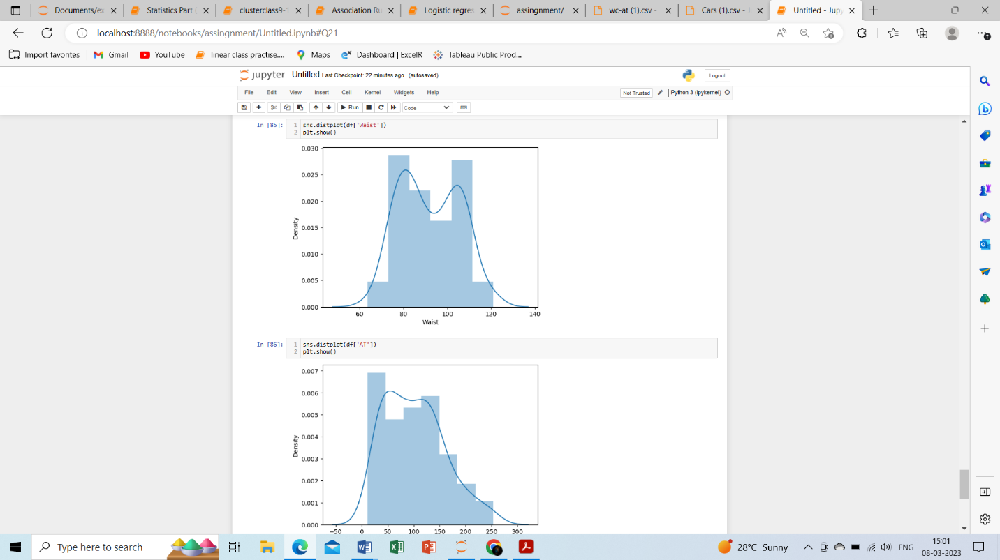 Documents/ex
Statistics Part (
clusterclass9-1
Association Ru
Logistic regres
assingnment/
wc-at (1).csv -
Cars (1).csv - J
Untitled - Jupy
localhost:8888/notebooks/assingnment/Untitled.ipynb#Q21
Import favorites
Gmail
YouTube
linear class practise....
Maps
Dashboard | ExcelR
Tableau Public Prod...
jupyter Untitled Last Checkpoint: 22 minutes ago (autosaved)
Logout
File Edit View Insert Cell Kernel Widgets Help
Not Trusted
Python 3 (ipykernel)
Run
Code
In [85]:
1 sns.distplot(df['Waist'])
2 plt.show()
0.030
0.025
0.020
0.015
0.010
0.005
0.000
Density
60 80 100 120 140
Waist
In [86]:
1 sns.distplot(df['AT'])
2 plt.show()
0.007
0.006
0.005
0.004
0.003
0.002
0.001
0.000
Density
−50 0 50 100 150 200 250 300
Type here to search
28°C Sunny
ENG
15:01
08-03-2023